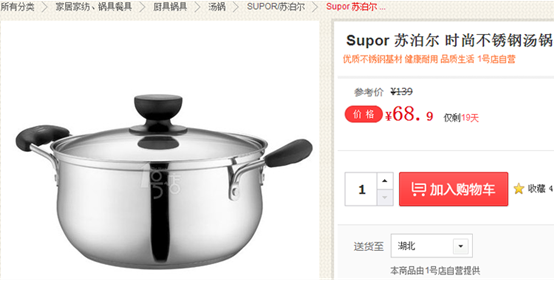 所有分类 > 家居家纺、锅具餐具 > 厨具锅具 > 汤锅 > SUPOR/苏泊尔 > Supor 苏泊尔 ...
Supor 苏泊尔 时尚不锈钢汤锅
优质不锈钢基材 健康耐用 品质生活 1号店自营
参考价 ¥139
价格 ¥68.9 仅剩19天
1号店
1 加入购物车 收藏 4
送货至 湖北
本商品由1号店自营提供